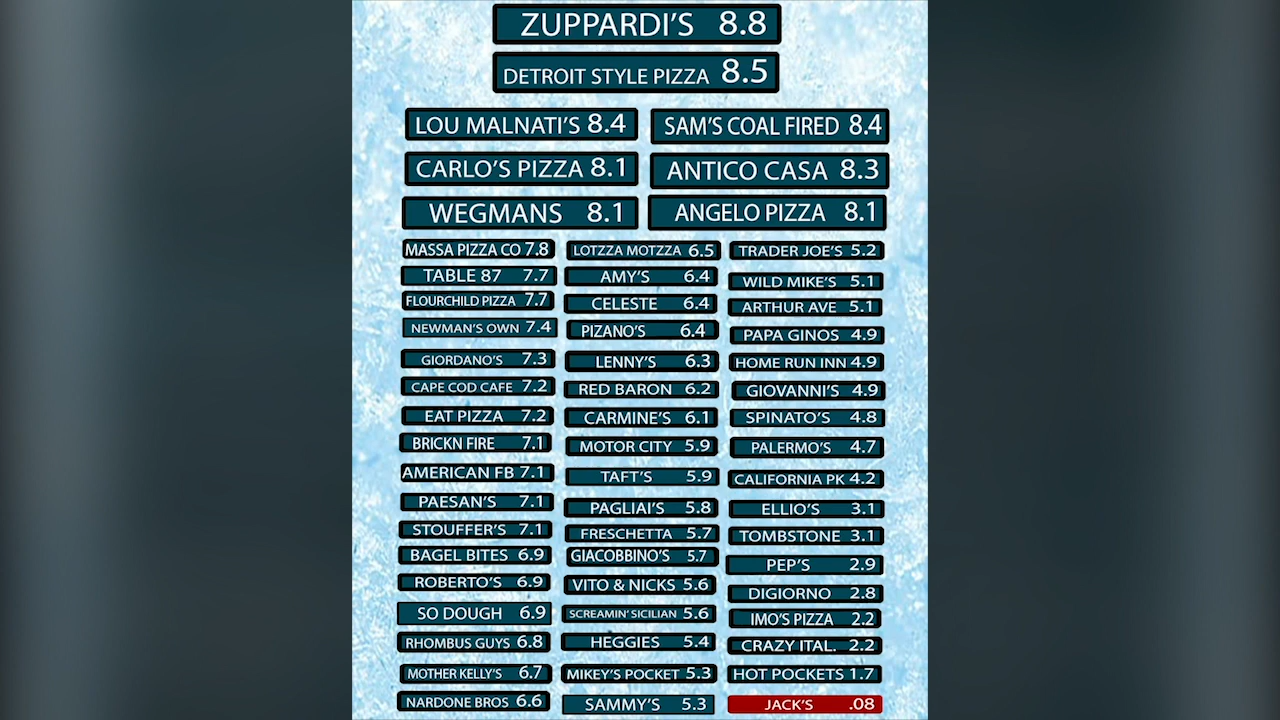 ZUPPARDI'S 8.8
DETROIT STYLE PIZZA 8.5
LOU MALNATI'S 8.4
SAM'S COAL FIRED 8.4
CARLO'S PIZZA 8.1
ANTICO CASA 8.3
WEGMANS 8.1
ANGELO PIZZA 8.1
MASSA PIZZA CO 7.8
TABLE 87 7.7
FLOURCHILD PIZZA 7.7
NEWMAN'S OWN 7.4
GIORDANO'S 7.3
CAPE COD CAFE 7.2
EAT PIZZA 7.2
BRICKN FIRE 7.1
AMERICAN FB 7.1
PAESAN'S 7.1
STOUFFER'S 7.1
BAGEL BITES 6.9
ROBERTO'S 6.9
SO DOUGH 6.9
RHOMBUS GUYS 6.8
MOTHER KELLY'S 6.7
NARDONE BROS 6.6
LOTZZA MOTZZA 6.5
AMY'S 6.4
CELESTE 6.4
PIZANO'S 6.4
LENNY'S 6.3
RED BARON 6.2
CARMINE'S 6.1
MOTOR CITY 5.9
TAFT'S 5.9
PAGLIAI'S 5.8
FRESCHETTA 5.7
GIACOBBINO'S 5.7
VITO & NICKS 5.6
SCREAMIN' SICILIAN 5.6
HEGGIES 5.4
MIKEY'S POCKET 5.3
SAMMY'S 5.3
TRADER JOE'S 5.2
WILD MIKE'S 5.1
ARTHUR AVE 5.1
PAPA GINOS 4.9
HOME RUN INN 4.9
GIOVANNI'S 4.9
SPINATO'S 4.8
PALERMO'S 4.7
CALIFORNIA PK 4.2
ELLIO'S 3.1
TOMBSTONE 3.1
PEP'S 2.9
DIGIORNO 2.8
IMO'S PIZZA 2.2
CRAZY ITAL. 2.2
HOT POCKETS 1.7
JACK'S .08